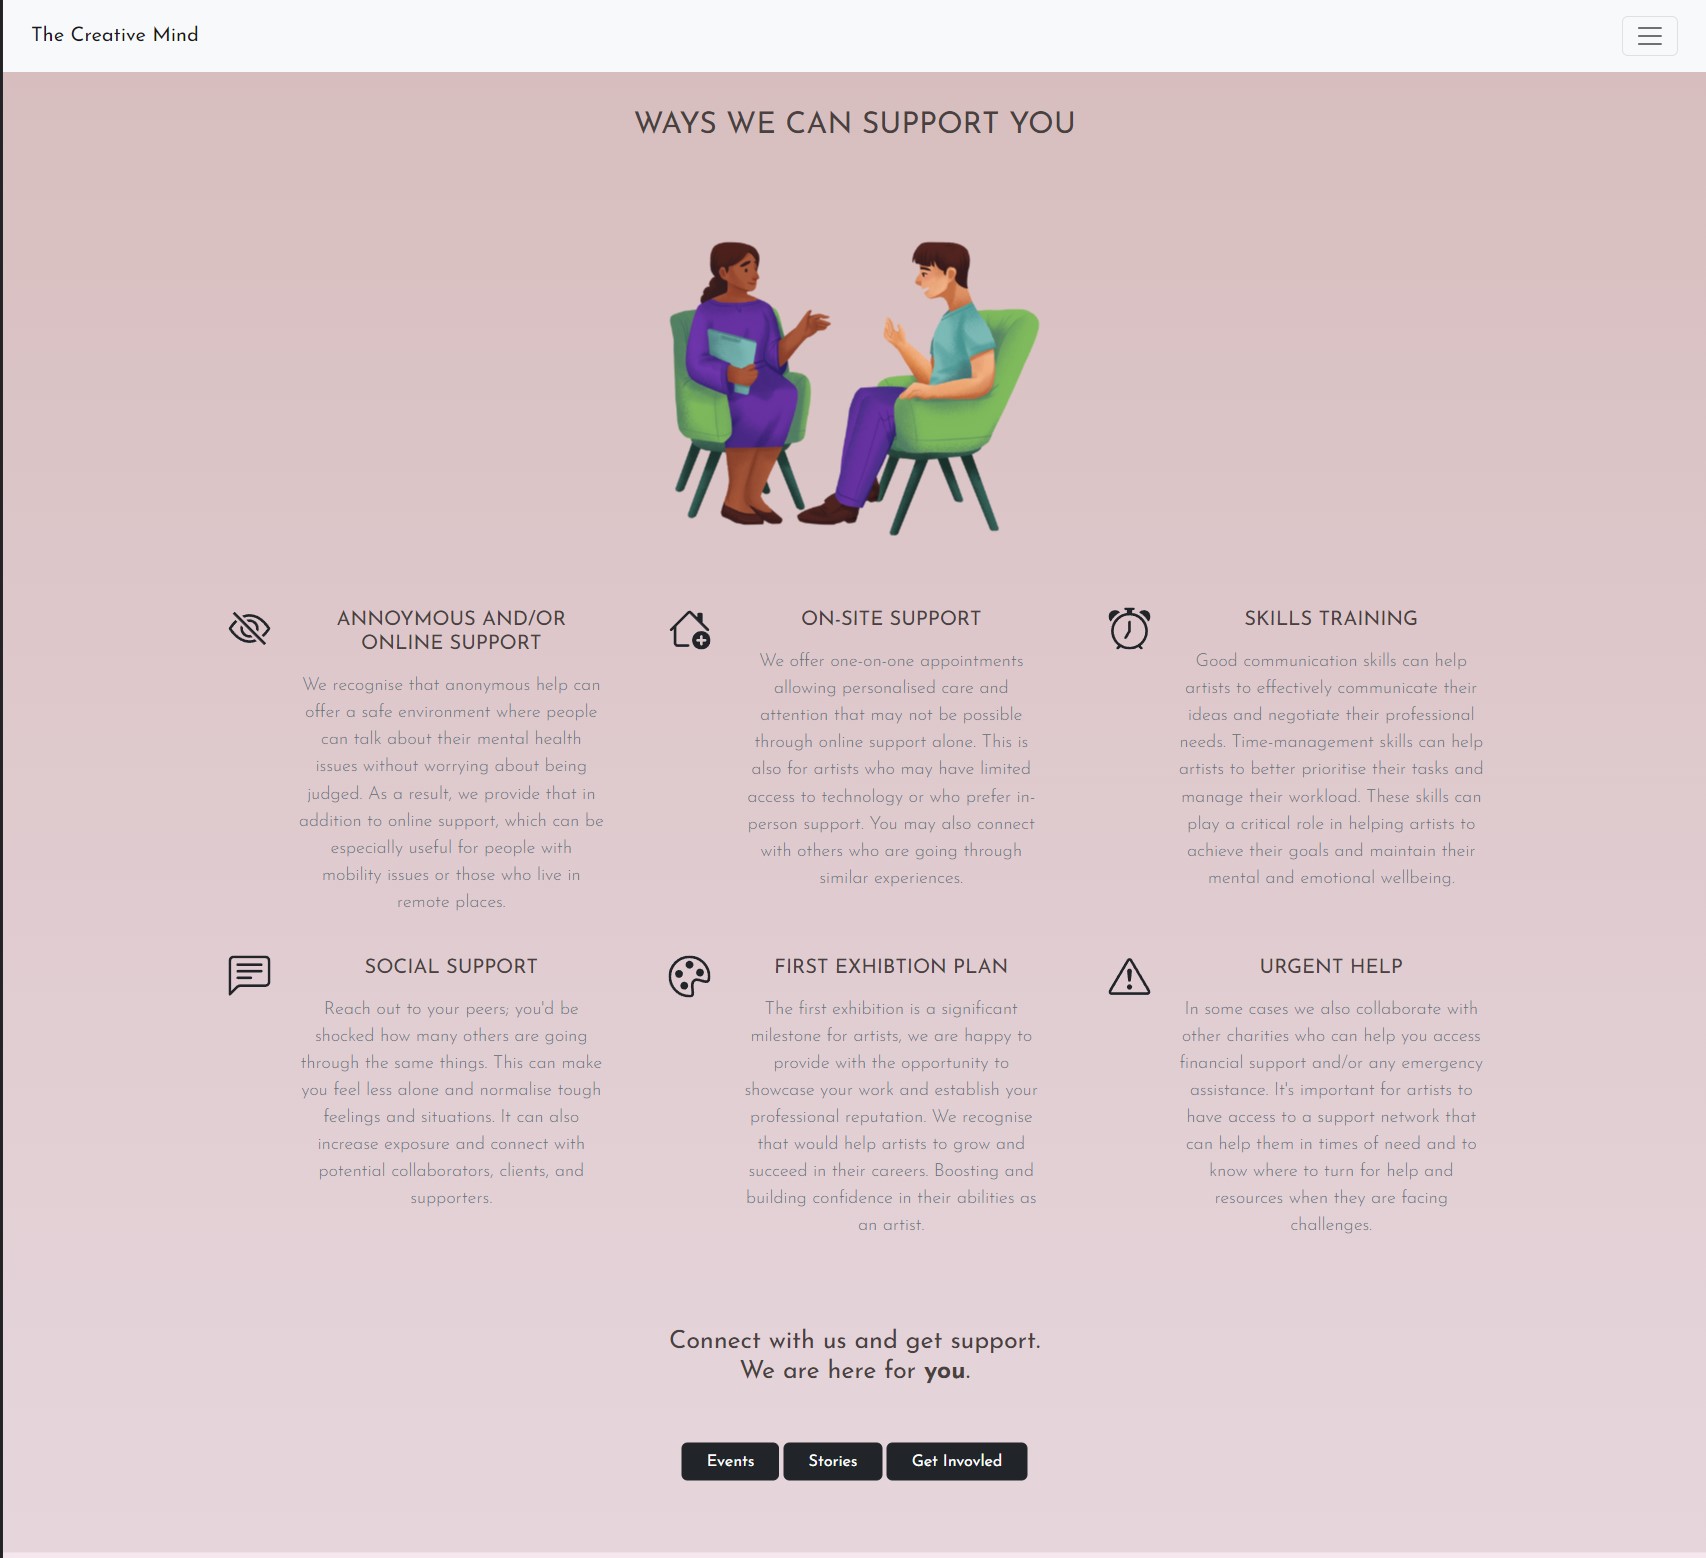 The Creative Mind
WAYS WE CAN SUPPORT YOU
ANNOYMOUS AND/OR
ONLINE SUPPORT
We recognise that anonymous help can
offer a safe environment where people
can talk about their mental health
issues without worrying about being
judged. As a result, we provide that in
addition to online support, which can be
especially useful for people with
mobility issues or those who live in
remote places.
ON-SITE SUPPORT
We offer one-on-one appointments
allowing personalised care and
attention that may not be possible
through online support alone. This is
also for artists who may have limited
access to technology or who prefer in-
person support. You may also connect
with others who are going through
similar experiences.
SKILLS TRAINING
Good communication skills can help
artists to effectively communicate their
ideas and negotiate their professional
needs. Time-management skills can help
artists to better prioritise their tasks and
manage their workload. These skills can
play a critical role in helping artists to
achieve their goals and maintain their
mental and emotional wellbeing.
SOCIAL SUPPORT
Reach out to your peers; you'd be
shocked how many others are going
through the same things. This can make
you feel less alone and normalise tough
feelings and situations. It can also
increase exposure and connect with
potential collaborators, clients, and
supporters.
FIRST EXHIBTION PLAN
The first exhibition is a significant
milestone for artists, we are happy to
provide with the opportunity to
showcase your work and establish your
professional reputation. We recognise
that would help artists to grow and
succeed in their careers. Boosting and
building confidence in their abilities as
an artist.
URGENT HELP
In some cases we also collaborate with
other charities who can help you access
financial support and/or any emergency
assistance. It's important for artists to
have access to a support network that
can help them in times of need and to
know where to turn for help and
resources when they are facing
challenges.
Connect with us and get support.
We are here for you.
Events
Stories
Get Invovled